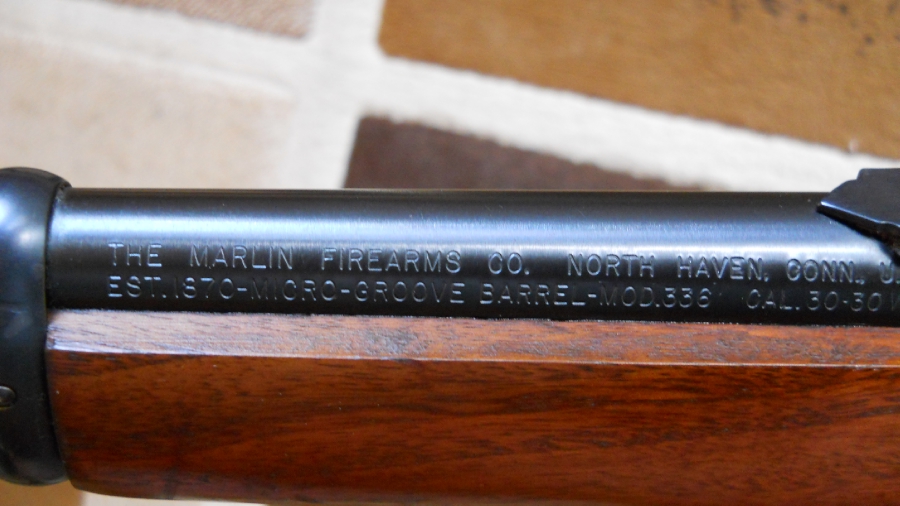 THE MARLIN FIREARMS CO. NORTH HAVEN, CONN., U.
EST. 1870-MICRO-GROOVE BARREL-MOD.336 CAL. 30-30 W